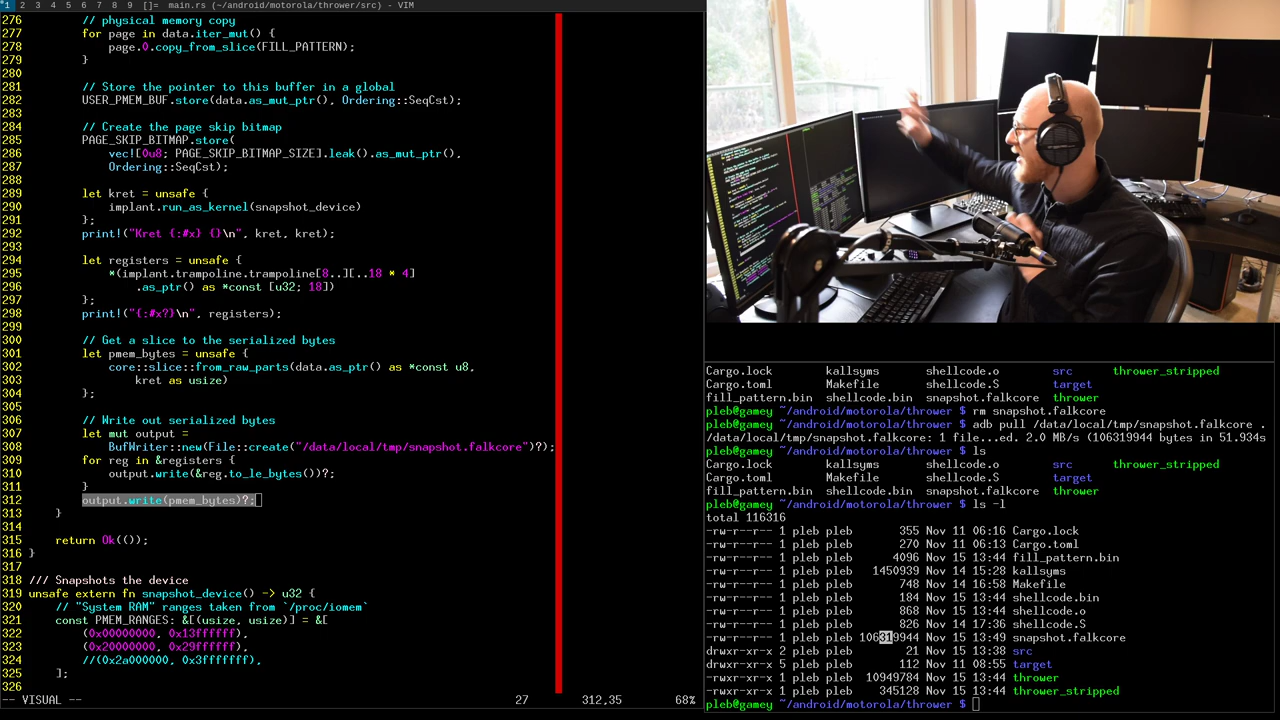 1 2 3 4 5 6 7 8 9 []= main.rs (~/android/motorola/thrower/src) - VIM
276 // physical memory copy
277 for page in data.iter_mut() {
278 page.0.copy_from_slice(FILL_PATTERN);
279 }
280
281 // Store the pointer to this buffer in a global
282 USER_PMEM_BUF.store(data.as_mut_ptr(), Ordering::SeqCst);
283
284 // Create the page skip bitmap
285 PAGE_SKIP_BITMAP.store(
286 vec![0u8; PAGE_SKIP_BITMAP_SIZE].leak().as_mut_ptr(),
287 Ordering::SeqCst);
288
289 let kret = unsafe {
290 implant.run_as_kernel(snapshot_device)
291 };
292 print!("Kret {:#x} {}\n", kret, kret);
293
294 let registers = unsafe {
295 *(implant.trampoline.trampoline[8..][..18 * 4]
296 .as_ptr() as *const [u32; 18])
297 };
298 print!("{:#x?}\n", registers);
299
300 // Get a slice to the serialized bytes
301 let pmem_bytes = unsafe {
302 core::slice::from_raw_parts(data.as_ptr() as *const u8,
303 kret as usize)
304 };
305
306 // Write out serialized bytes
307 let mut output =
308 BufWriter::new(File::create("/data/local/tmp/snapshot.falkcore")?);
309 for reg in &registers {
310 output.write(&reg.to_le_bytes())?;
311 }
312 output.write(pmem_bytes)?;
313 }
314
315 return Ok(());
316 }
317
318 /// Snapshots the device
319 unsafe extern fn snapshot_device() -> u32 {
320 // "System RAM" ranges taken from `/proc/iomem`
321 const PMEM_RANGES: &[(usize, usize)] = &[
322 (0x00000000, 0x13ffffff),
323 (0x20000000, 0x29ffffff),
324 //(0x2a000000, 0x3fffffff),
325 ];
326
-- VISUAL -- 27 312,35 68%
Cargo.lock kallsyms shellcode.o src thrower_stripped
Cargo.toml Makefile shellcode.S target
fill_pattern.bin shellcode.bin snapshot.falkcore thrower
pleb@gamey ~/android/motorola/thrower $ rm snapshot.falkcore
pleb@gamey ~/android/motorola/thrower $ adb pull /data/local/tmp/snapshot.falkcore .
/data/local/tmp/snapshot.falkcore: 1 file...ed. 2.0 MB/s (106319944 bytes in 51.934s
pleb@gamey ~/android/motorola/thrower $ ls
Cargo.lock kallsyms shellcode.o src thrower_stripped
Cargo.toml Makefile shellcode.S target
fill_pattern.bin shellcode.bin snapshot.falkcore thrower
pleb@gamey ~/android/motorola/thrower $ ls -l
total 116316
-rw-r--r-- 1 pleb pleb 355 Nov 11 06:16 Cargo.lock
-rw-r--r-- 1 pleb pleb 270 Nov 11 06:13 Cargo.toml
-rw-r--r-- 1 pleb pleb 4096 Nov 15 13:44 fill_pattern.bin
-rw-r--r-- 1 pleb pleb 1450939 Nov 14 15:28 kallsyms
-rw-r--r-- 1 pleb pleb 748 Nov 14 16:58 Makefile
-rw-r--r-- 1 pleb pleb 184 Nov 15 13:44 shellcode.bin
-rw-r--r-- 1 pleb pleb 868 Nov 15 13:44 shellcode.o
-rw-r--r-- 1 pleb pleb 826 Nov 14 17:36 shellcode.S
-rw-r--r-- 1 pleb pleb 106319944 Nov 15 13:49 snapshot.falkcore
drwxr-xr-x 2 pleb pleb 21 Nov 15 13:38 src
drwxr-xr-x 5 pleb pleb 112 Nov 11 08:55 target
-rwxr-xr-x 1 pleb pleb 10949784 Nov 15 13:44 thrower
-rwxr-xr-x 1 pleb pleb 345128 Nov 15 13:44 thrower_stripped
pleb@gamey ~/android/motorola/thrower $